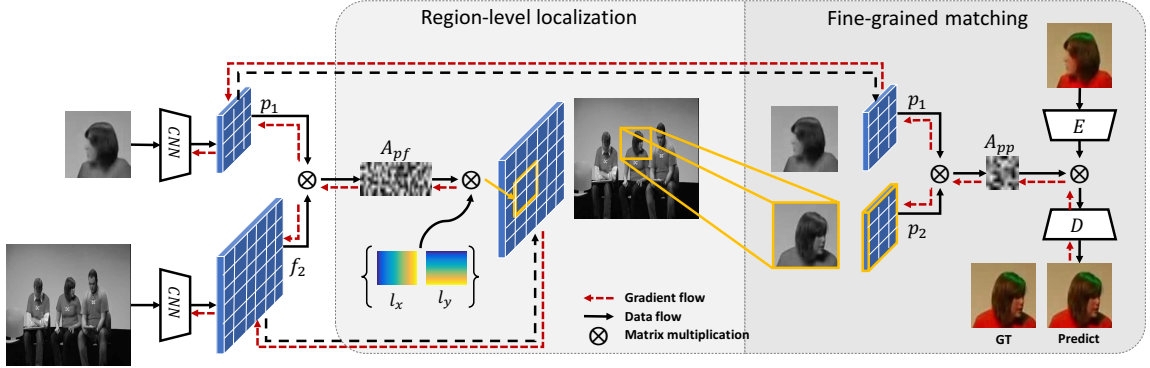 Region-level localization
Fine-grained matching
CNN
p₁
A_pf
f₂
CNN
l_x
l_y
Gradient flow
Data flow
Matrix multiplication
p₁
p₂
A_pp
E
D
GT
Predict